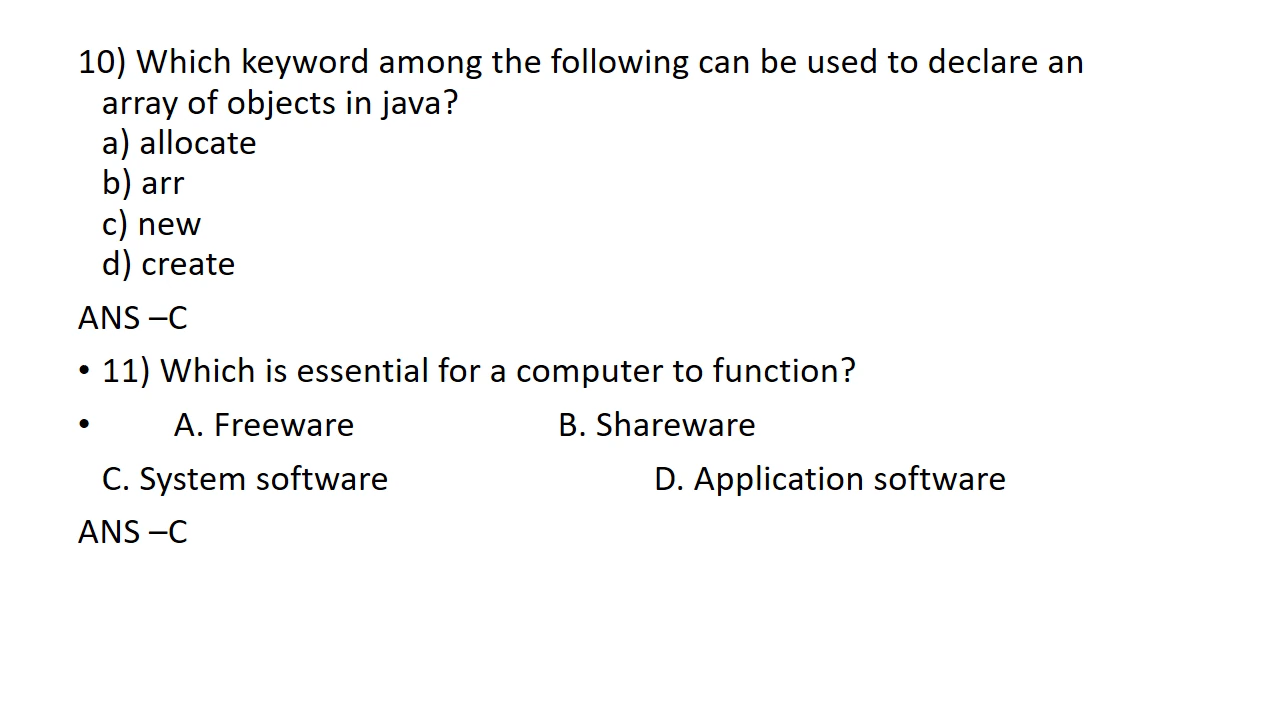 10) Which keyword among the following can be used to declare an
array of objects in java?
a) allocate
b) arr
c) new
d) create
ANS –C
• 11) Which is essential for a computer to function?
• A. Freeware B. Shareware
C. System software D. Application software
ANS –C